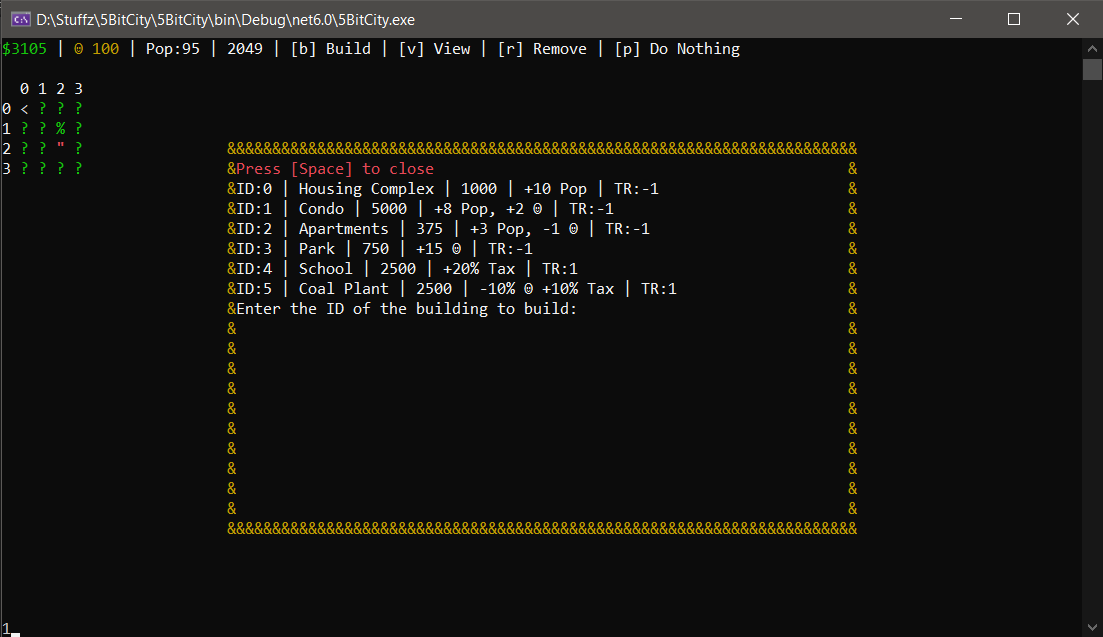 D:\Stuffz\5BitCity\5BitCity\bin\Debug\net6.0\5BitCity.exe
$3105 | ☺ 100 | Pop:95 | 2049 | [b] Build | [v] View | [r] Remove | [p] Do Nothing
0 1 2 3
0 < ? ? ?
1 ? ? % ?
2 ? ? " ?
3 ? ? ? ?
&&&&&&&&&&&&&&&&&&&&&&&&&&&&&&&&&&&&&&&&&&&&&&&&&&&&&&&&&&&&&&&&&&&&&&
&Press [Space] to close &
&ID:0 | Housing Complex | 1000 | +10 Pop | TR:-1 &
&ID:1 | Condo | 5000 | +8 Pop, +2 ☺ | TR:-1 &
&ID:2 | Apartments | 375 | +3 Pop, -1 ☺ | TR:-1 &
&ID:3 | Park | 750 | +15 ☺ | TR:-1 &
&ID:4 | School | 2500 | +20% Tax | TR:1 &
&ID:5 | Coal Plant | 2500 | -10% ☺ +10% Tax | TR:1 &
&Enter the ID of the building to build: &
& &
& &
& &
& &
& &
& &
& &
& &
& &
& &
&&&&&&&&&&&&&&&&&&&&&&&&&&&&&&&&&&&&&&&&&&&&&&&&&&&&&&&&&&&&&&&&&&&&&&
1